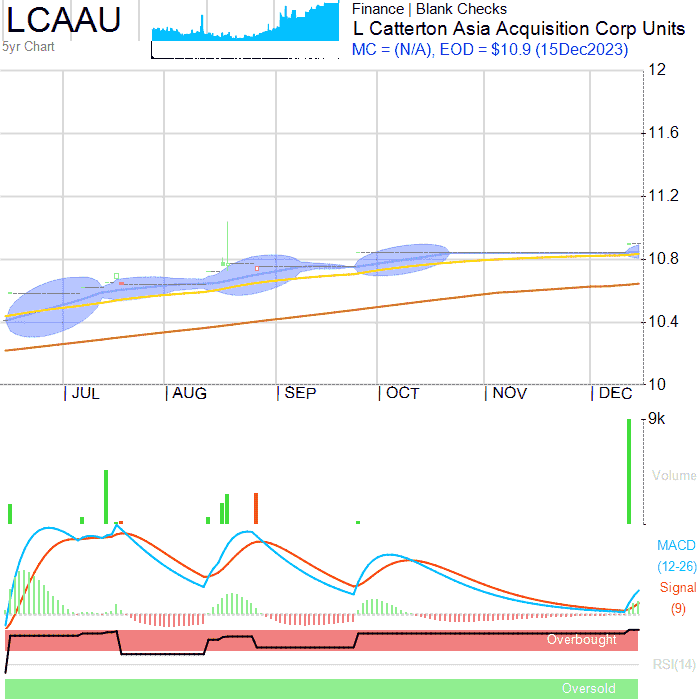 LCAAU
5yr Chart
Finance | Blank Checks
L Catterton Asia Acquisition Corp Units
MC = (N/A), EOD = $10.9 (15Dec2023)
12
11.6
11.2
10.8
10.4
10
JUL
AUG
SEP
OCT
NOV
DEC
9k
Volume
MACD
(12-26)
Signal
(9)
Overbought
RSI(14)
Oversold